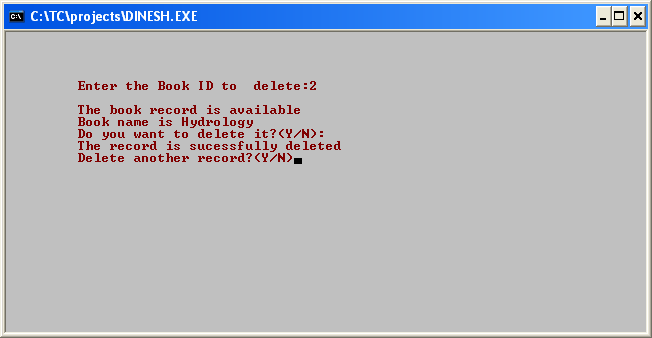 C:\TC\projects\DINESH.EXE
Enter the Book ID to  delete:2
The book record is available
Book name is Hydrology
Do you want to delete it?(Y/N):
The record is sucessfully deleted
Delete another record?(Y/N)